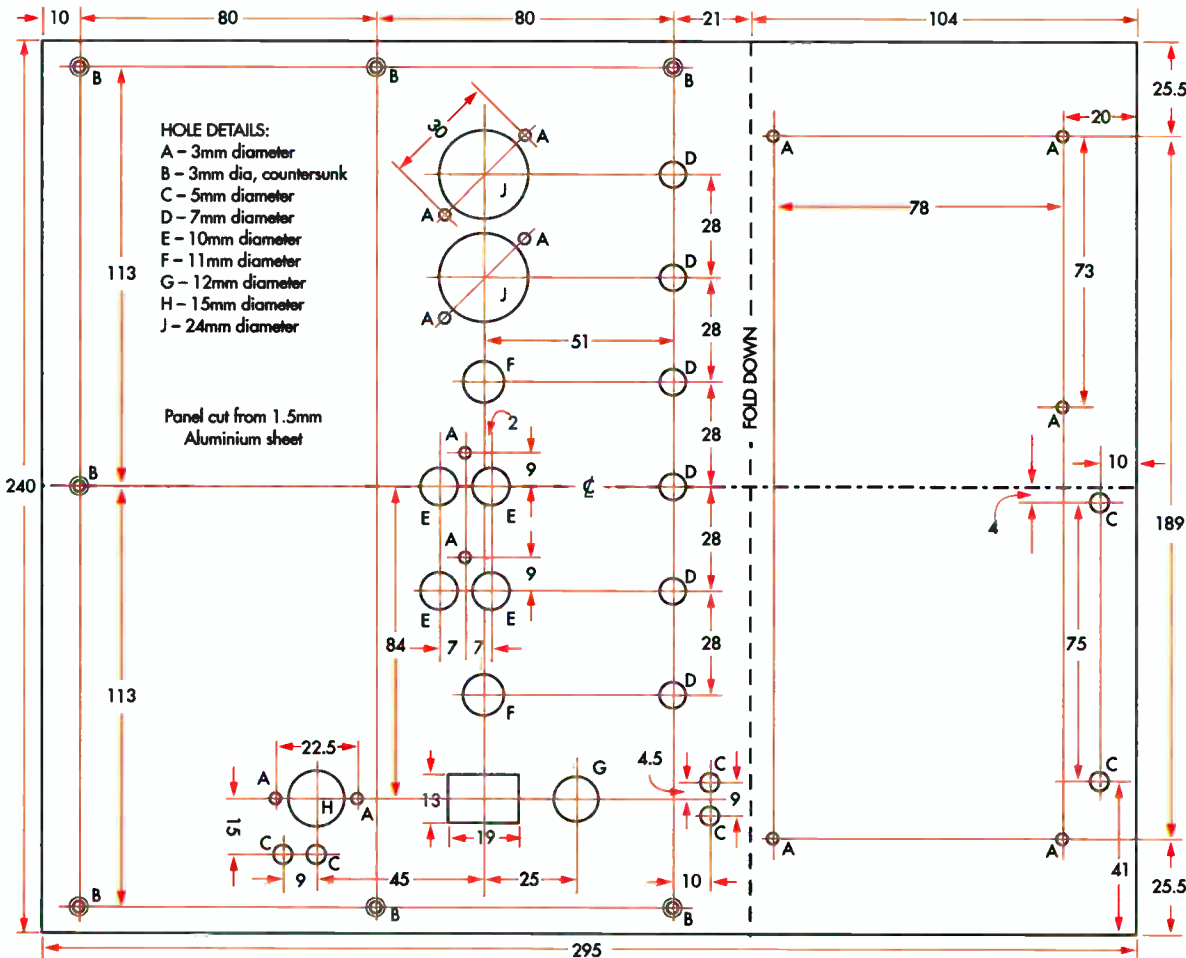 10
80
80
21
104
B
B
B
25.5
20
HOLE DETAILS:
A – 3mm diameter
B – 3mm dia, countersunk
C – 5mm diameter
D – 7mm diameter
E – 10mm diameter
F – 11mm diameter
G – 12mm diameter
H – 15mm diameter
J – 24mm diameter
30
A
A
A
D
J
A
28
78
73
113
A
D
J
A
28
51
FOLD DOWN
F
D
Panel cut from 1.5mm
Aluminium sheet
2
A
28
A
9
10
240
B
D
℄
E
E
4
C
189
A
28
9
D
E
E
84
7
7
28
75
113
D
F
22.5
4.5
G
C
C
A
H
A
13
9
15
19
C
C
C
A
A
41
9
45
25
10
25.5
B
B
B
295